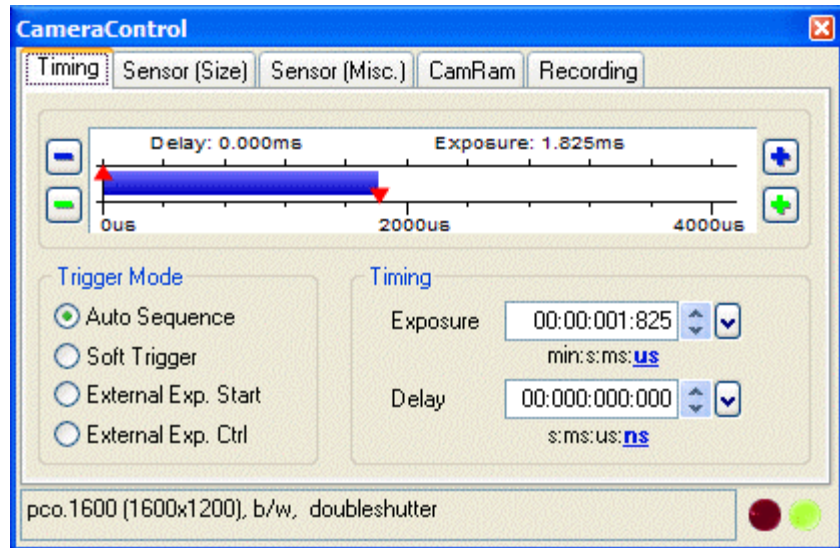 CameraControl
Timing Sensor (Size) Sensor (Misc.) CamRam Recording
Delay: 0.000ms Exposure: 1.825ms
0us 2000us 4000us
Trigger Mode
Auto Sequence
Soft Trigger
External Exp. Start
External Exp. Ctrl
Timing
Exposure 00:00:001:825
min:s:ms:us
Delay 00:000:000:000
s:ms:us:ns
pco.1600 (1600x1200), b/w, doubleshutter